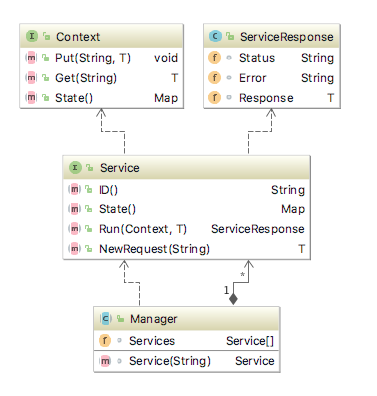 Context
Put(String, T) void
Get(String) T
State() Map
ServiceResponse
Status String
Error String
Response T
Service
ID() String
State() Map
Run(Context, T) ServiceResponse
NewRequest(String) T
*
1
Manager
Services Service[]
Service(String) Service